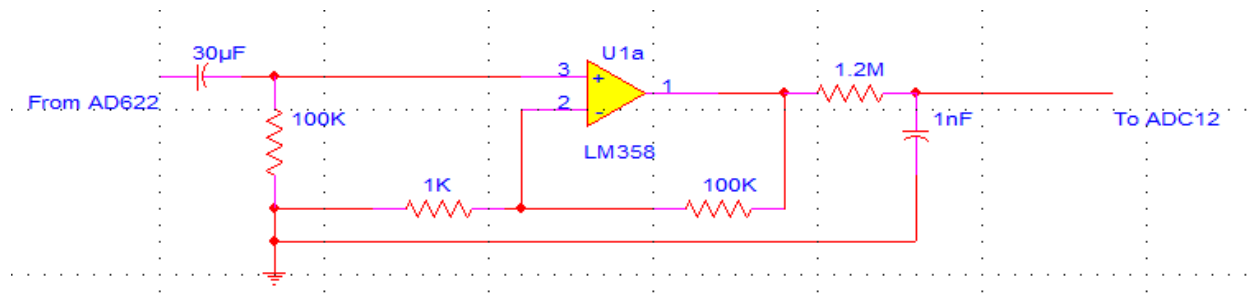 30µF
U1a
3
+
1
1.2M
From AD622
100K
2
-
1nF
To ADC12
LM358
1K
100K